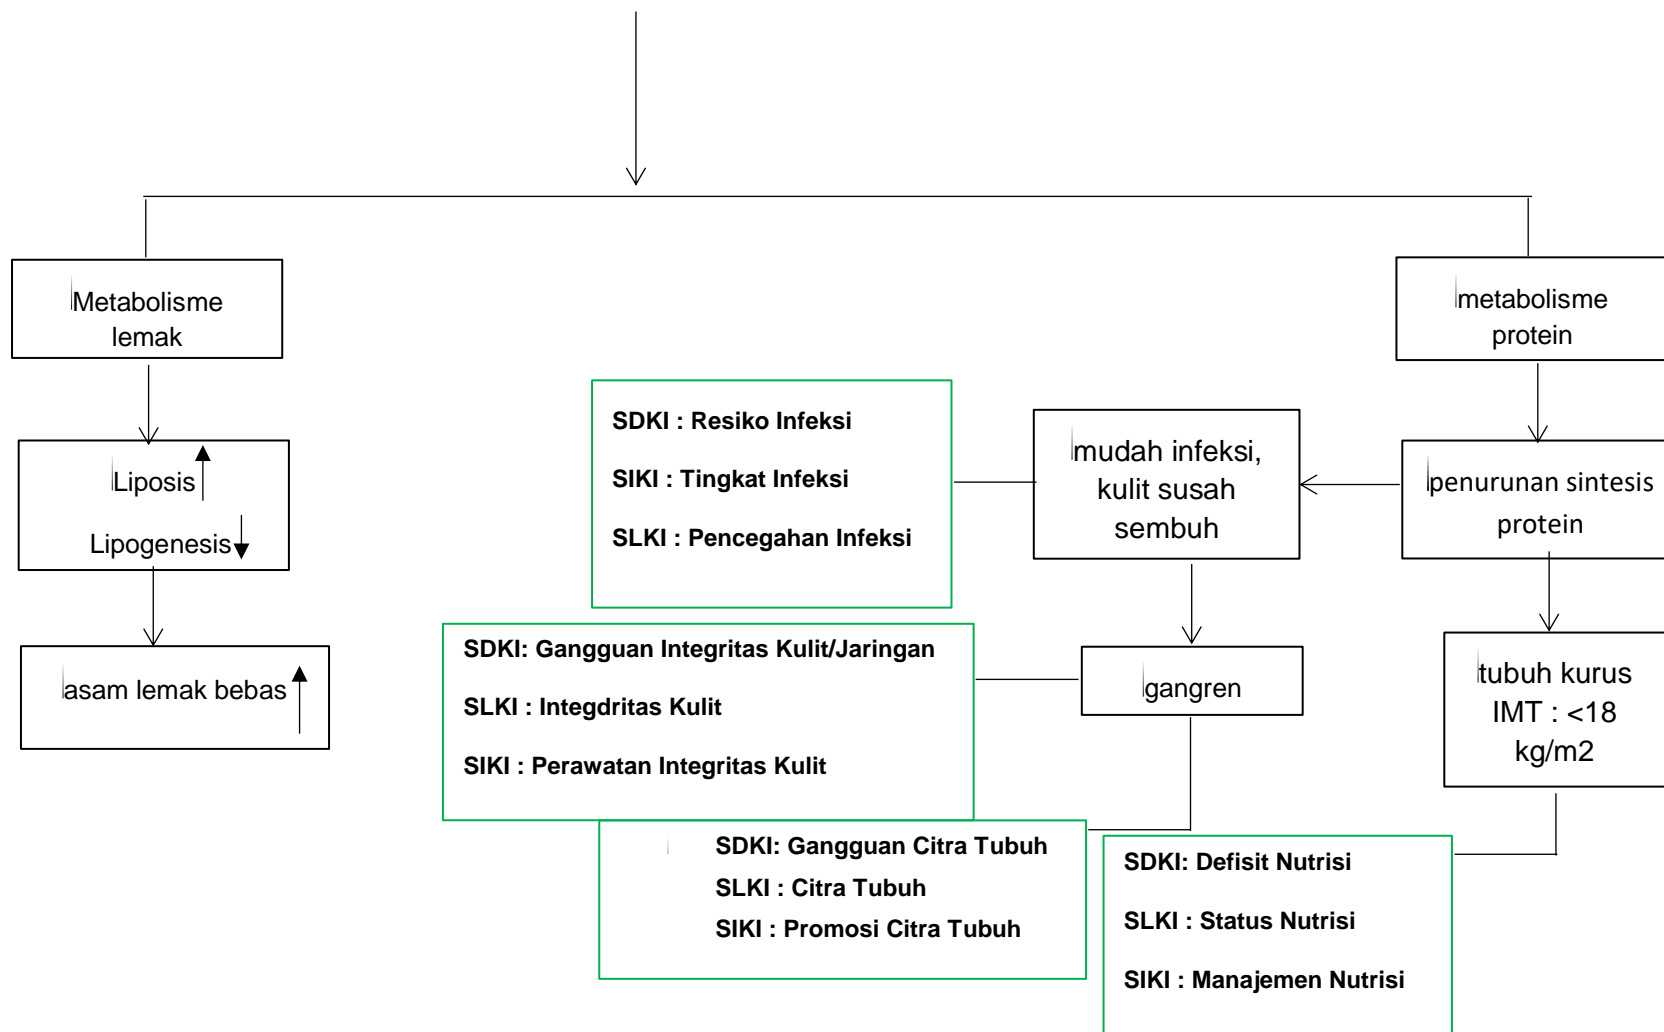 Metabolisme
lemak
metabolisme
protein
SDKI : Resiko Infeksi
SIKI : Tingkat Infeksi
SLKI : Pencegahan Infeksi
mudah infeksi,
kulit susah
sembuh
Liposis
Lipogenesis
penurunan sintesis
protein
SDKI: Gangguan Integritas Kulit/Jaringan
SLKI : Integdritas Kulit
SIKI : Perawatan Integritas Kulit
asam lemak bebas
gangren
tubuh kurus
IMT : <18
kg/m2
SDKI: Gangguan Citra Tubuh
SLKI : Citra Tubuh
SIKI : Promosi Citra Tubuh
SDKI: Defisit Nutrisi
SLKI : Status Nutrisi
SIKI : Manajemen Nutrisi